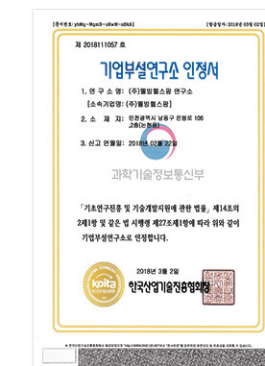 제 2018111057 호
기업부설연구소 인정서
1. 연 구 소 명: (주)웰빙헬스팜 연구소
[소속기업명: (주)웰빙헬스팜]
2. 소 재 지: 인천광역시 남동구 은봉로 106
2층(논현동)
3. 신고 연월일: 2018년 02월 22일
과학기술정보통신부
「기초연구진흥 및 기술개발지원에 관한 법률」 제14조의
2제1항 및 같은 법 시행령 제27조제1항에 따라 위와 같이
기업부설연구소로 인정합니다.
2018년 3월 2일
koita
한국산업기술진흥협회장